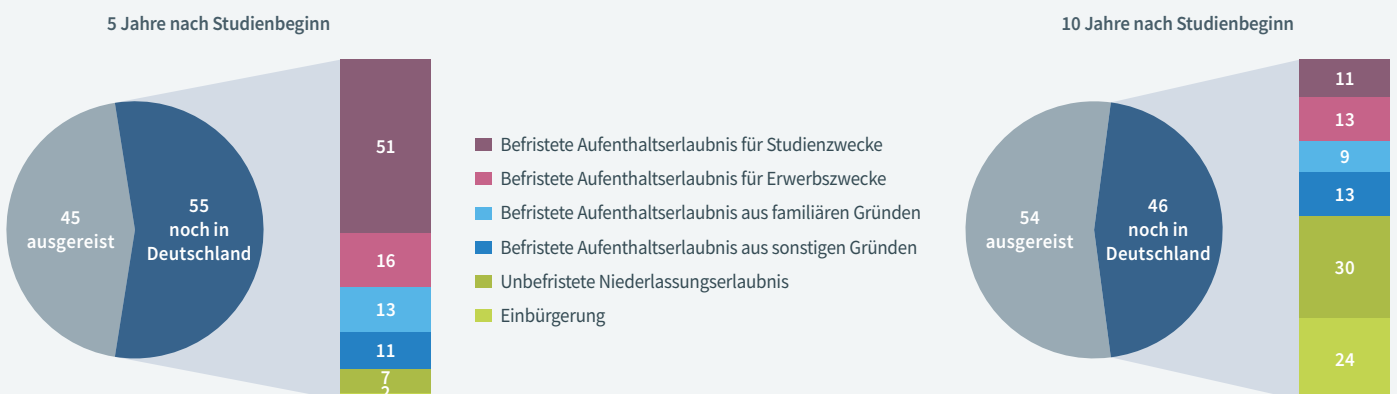 5 Jahre nach Studienbeginn
45
ausgereist
55
noch in
Deutschland
51
16
13
11
7
2
Befristete Aufenthaltserlaubnis für Studienzwecke
Befristete Aufenthaltserlaubnis für Erwerbszwecke
Befristete Aufenthaltserlaubnis aus familiären Gründen
Befristete Aufenthaltserlaubnis aus sonstigen Gründen
Unbefristete Niederlassungserlaubnis
Einbürgerung
10 Jahre nach Studienbeginn
54
ausgereist
46
noch in
Deutschland
11
13
9
13
30
24